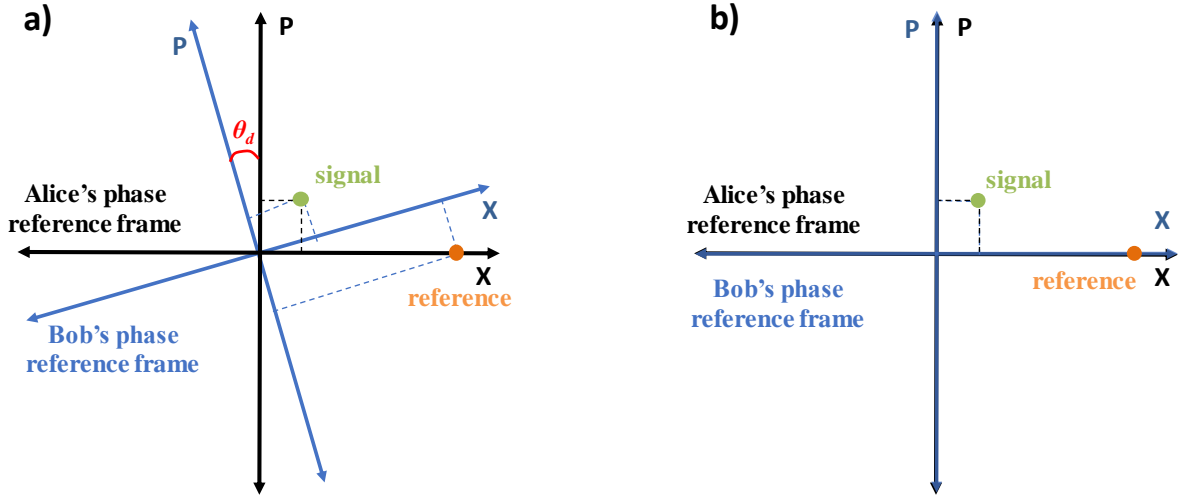 a)
P
P
θd
signal
Alice's phase
reference frame
X
X
reference
Bob's phase
reference frame
b)
P P
signal
Alice's phase
reference frame
X
X
reference
Bob's phase
reference frame